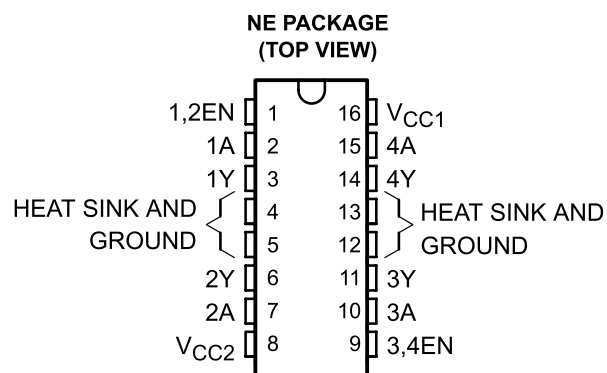 NE PACKAGE
(TOP VIEW)
1,2EN 1 16 VCC1
1A 2 15 4A
1Y 3 14 4Y
HEAT SINK AND GROUND 4 13 HEAT SINK AND GROUND
5 12
2Y 6 11 3Y
2A 7 10 3A
VCC2 8 9 3,4EN